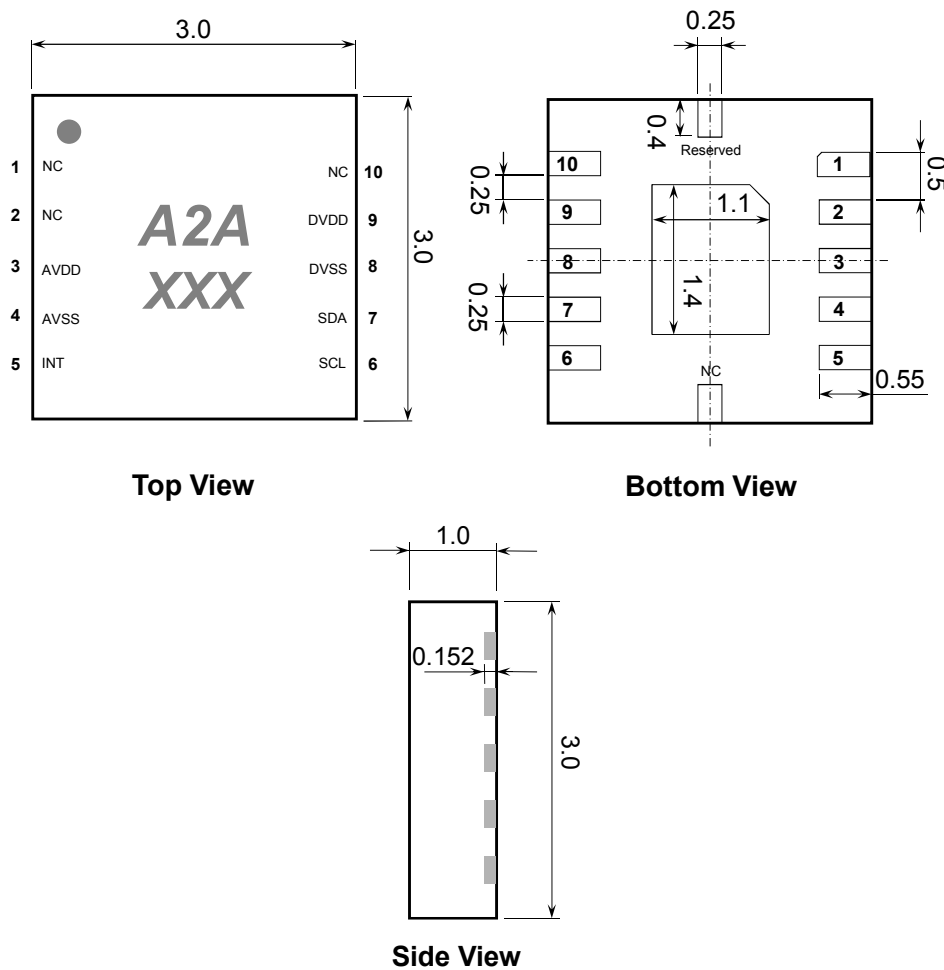 3.0
1 NC
2 NC
3 AVDD
4 AVSS
5 INT
A2A
XXX
NC 10
DVDD 9
DVSS 8
SDA 7
SCL 6
3.0
Top View
0.25
0.4
Reserved
10
9
8
7
6
0.25
0.25
1.1
1.4
NC
1
2
3
4
5
0.5
0.55
Bottom View
1.0
0.152
3.0
Side View